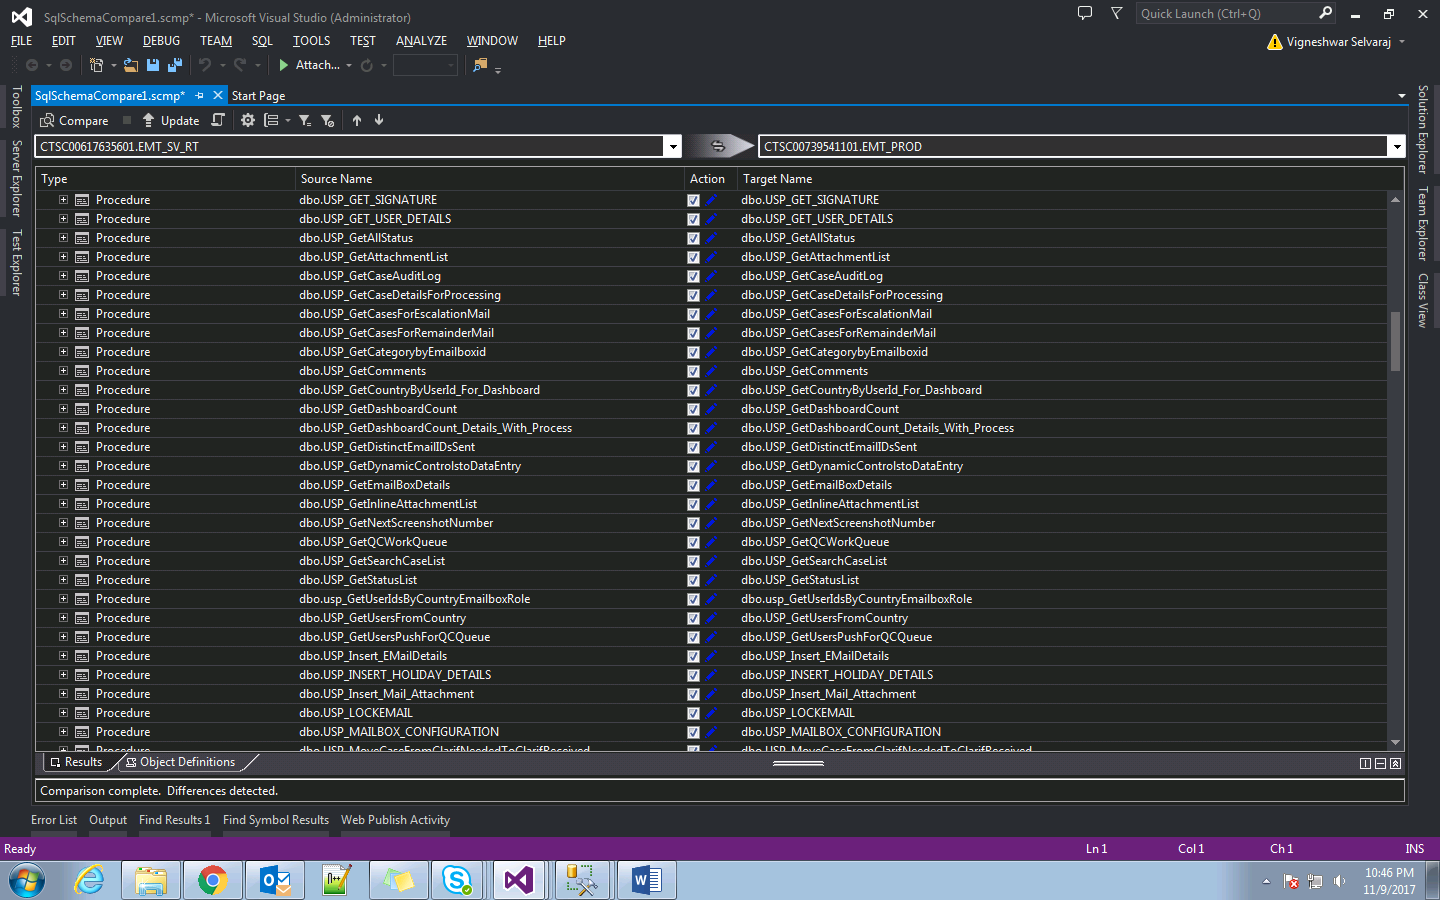 SqlSchemaCompare1.scmp* - Microsoft Visual Studio (Administrator)
Quick Launch (Ctrl+Q)
FILE EDIT VIEW DEBUG TEAM SQL TOOLS TEST ANALYZE WINDOW HELP
Vigneshwar Selvaraj
Attach...
SqlSchemaCompare1.scmp* Start Page
Compare Update
CTSC00617635601.EMT_SV_RT CTSC00739541101.EMT_PROD
Type Source Name Action Target Name
Procedure dbo.USP_GET_SIGNATURE dbo.USP_GET_SIGNATURE
Procedure dbo.USP_GET_USER_DETAILS dbo.USP_GET_USER_DETAILS
Procedure dbo.USP_GetAllStatus dbo.USP_GetAllStatus
Procedure dbo.USP_GetAttachmentList dbo.USP_GetAttachmentList
Procedure dbo.USP_GetCaseAuditLog dbo.USP_GetCaseAuditLog
Procedure dbo.USP_GetCaseDetailsForProcessing dbo.USP_GetCaseDetailsForProcessing
Procedure dbo.USP_GetCasesForEscalationMail dbo.USP_GetCasesForEscalationMail
Procedure dbo.USP_GetCasesForRemainderMail dbo.USP_GetCasesForRemainderMail
Procedure dbo.USP_GetCategorybyEmailboxid dbo.USP_GetCategorybyEmailboxid
Procedure dbo.USP_GetComments dbo.USP_GetComments
Procedure dbo.USP_GetCountryByUserId_For_Dashboard dbo.USP_GetCountryByUserId_For_Dashboard
Procedure dbo.USP_GetDashboardCount dbo.USP_GetDashboardCount
Procedure dbo.USP_GetDashboardCount_Details_With_Process dbo.USP_GetDashboardCount_Details_With_Process
Procedure dbo.USP_GetDistinctEmailIDsSent dbo.USP_GetDistinctEmailIDsSent
Procedure dbo.USP_GetDynamicControlstoDataEntry dbo.USP_GetDynamicControlstoDataEntry
Procedure dbo.USP_GetEmailBoxDetails dbo.USP_GetEmailBoxDetails
Procedure dbo.USP_GetInlineAttachmentList dbo.USP_GetInlineAttachmentList
Procedure dbo.USP_GetNextScreenshotNumber dbo.USP_GetNextScreenshotNumber
Procedure dbo.USP_GetQCWorkQueue dbo.USP_GetQCWorkQueue
Procedure dbo.USP_GetSearchCaseList dbo.USP_GetSearchCaseList
Procedure dbo.USP_GetStatusList dbo.USP_GetStatusList
Procedure dbo.usp_GetUserIdsByCountryEmailboxRole dbo.usp_GetUserIdsByCountryEmailboxRole
Procedure dbo.USP_GetUsersFromCountry dbo.USP_GetUsersFromCountry
Procedure dbo.USP_GetUsersPushForQCQueue dbo.USP_GetUsersPushForQCQueue
Procedure dbo.USP_Insert_EMailDetails dbo.USP_Insert_EMailDetails
Procedure dbo.USP_INSERT_HOLIDAY_DETAILS dbo.USP_INSERT_HOLIDAY_DETAILS
Procedure dbo.USP_Insert_Mail_Attachment dbo.USP_Insert_Mail_Attachment
Procedure dbo.USP_LOCKEMAIL dbo.USP_LOCKEMAIL
Procedure dbo.USP_MAILBOX_CONFIGURATION dbo.USP_MAILBOX_CONFIGURATION
Procedure dbo.USP_MoveCaseFromClarifNeededToClarifReceived dbo.USP_MoveCaseFromClarifNeededToClarifReceived
Results Object Definitions
Comparison complete. Differences detected.
Error List Output Find Results 1 Find Symbol Results Web Publish Activity
Ready Ln 1 Col 1 Ch 1 INS
10:46 PM
11/9/2017
Toolbox
Server Explorer
Test Explorer
Solution Explorer
Team Explorer
Class View